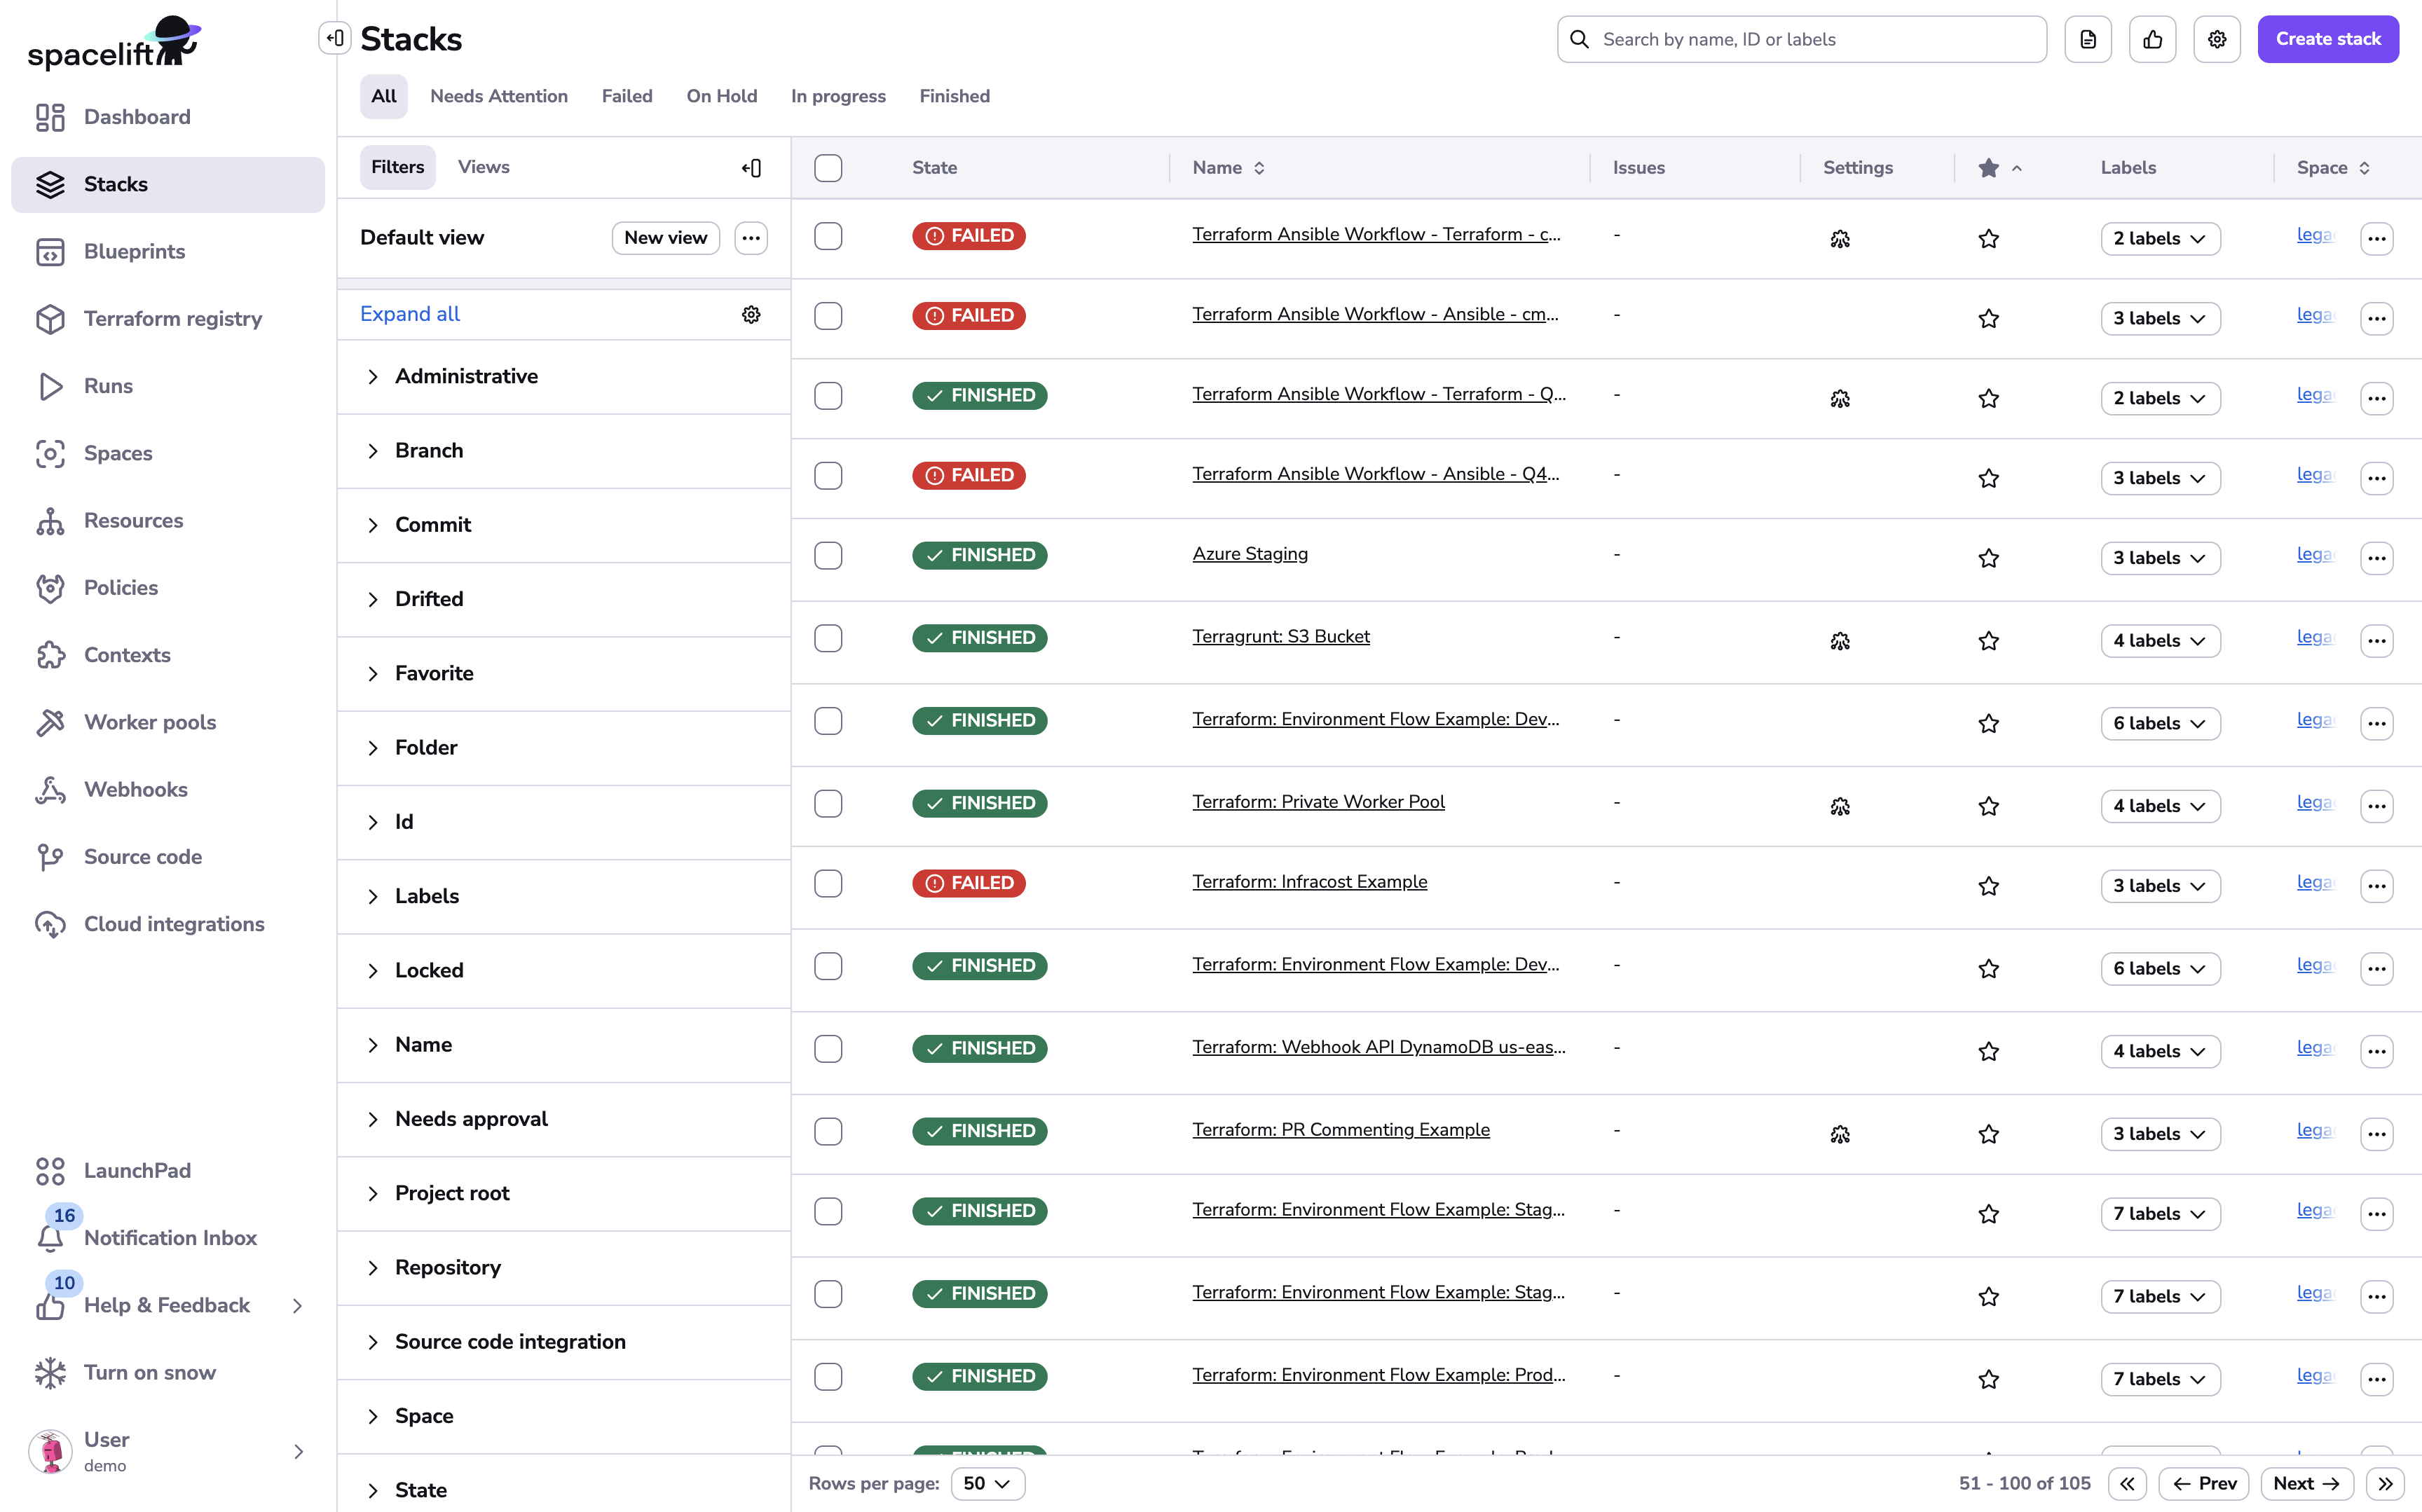 spacelift
Dashboard
Stacks
Blueprints
Terraform registry
Runs
Spaces
Resources
Policies
Contexts
Worker pools
Webhooks
Source code
Cloud integrations
LaunchPad
16
Notification Inbox
10
Help & Feedback
Turn on snow
User
demo
Stacks
Search by name, ID or labels
Create stack
All Needs Attention Failed On Hold In progress Finished
Filters Views
Default view New view
Expand all
Administrative
Branch
Commit
Drifted
Favorite
Folder
Id
Labels
Locked
Name
Needs approval
Project root
Repository
Source code integration
Space
State
State Name Issues Settings Labels Space
FAILED Terraform Ansible Workflow - Terraform - c... - 2 labels lega
FAILED Terraform Ansible Workflow - Ansible - cm... - 3 labels lega
FINISHED Terraform Ansible Workflow - Terraform - Q... - 2 labels lega
FAILED Terraform Ansible Workflow - Ansible - Q4... - 3 labels lega
FINISHED Azure Staging - 3 labels lega
FINISHED Terragrunt: S3 Bucket - 4 labels lega
FINISHED Terraform: Environment Flow Example: Dev... - 6 labels lega
FINISHED Terraform: Private Worker Pool - 4 labels lega
FAILED Terraform: Infracost Example - 3 labels lega
FINISHED Terraform: Environment Flow Example: Dev... - 6 labels lega
FINISHED Terraform: Webhook API DynamoDB us-eas... - 4 labels lega
FINISHED Terraform: PR Commenting Example - 3 labels lega
FINISHED Terraform: Environment Flow Example: Stag... - 7 labels lega
FINISHED Terraform: Environment Flow Example: Stag... - 7 labels lega
FINISHED Terraform: Environment Flow Example: Prod... - 7 labels lega
Rows per page: 50 51 - 100 of 105 Prev Next